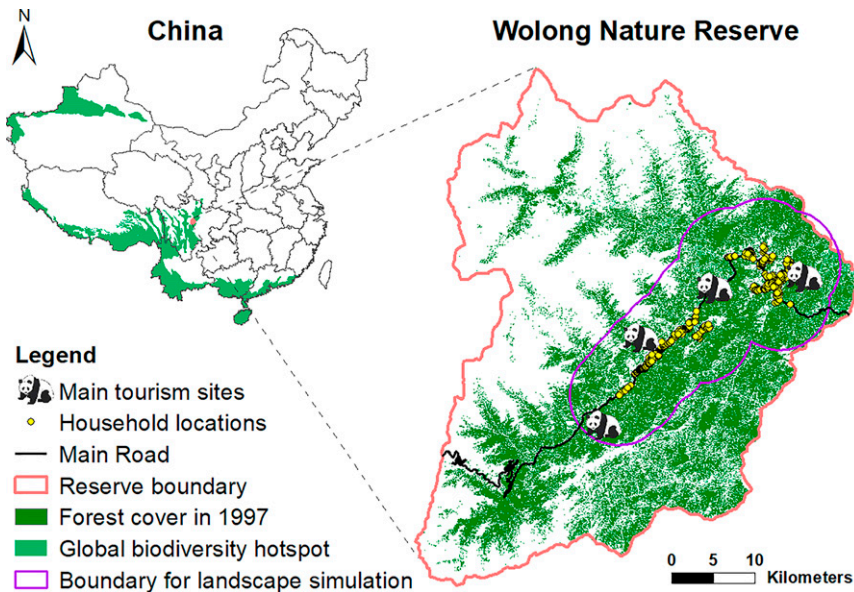 N
China
Wolong Nature Reserve
Legend
Main tourism sites
Household locations
Main Road
Reserve boundary
Forest cover in 1997
Global biodiversity hotspot
Boundary for landscape simulation
0 5 10
Kilometers